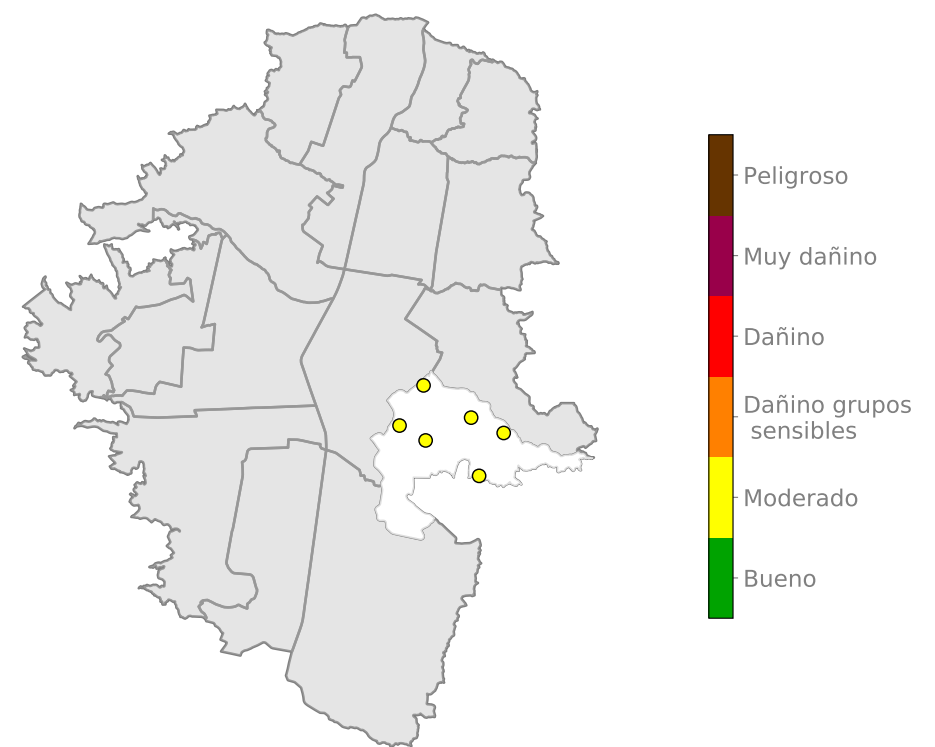 Peligroso
Muy dañino
Dañino
Dañino grupos
sensibles
Moderado
Bueno